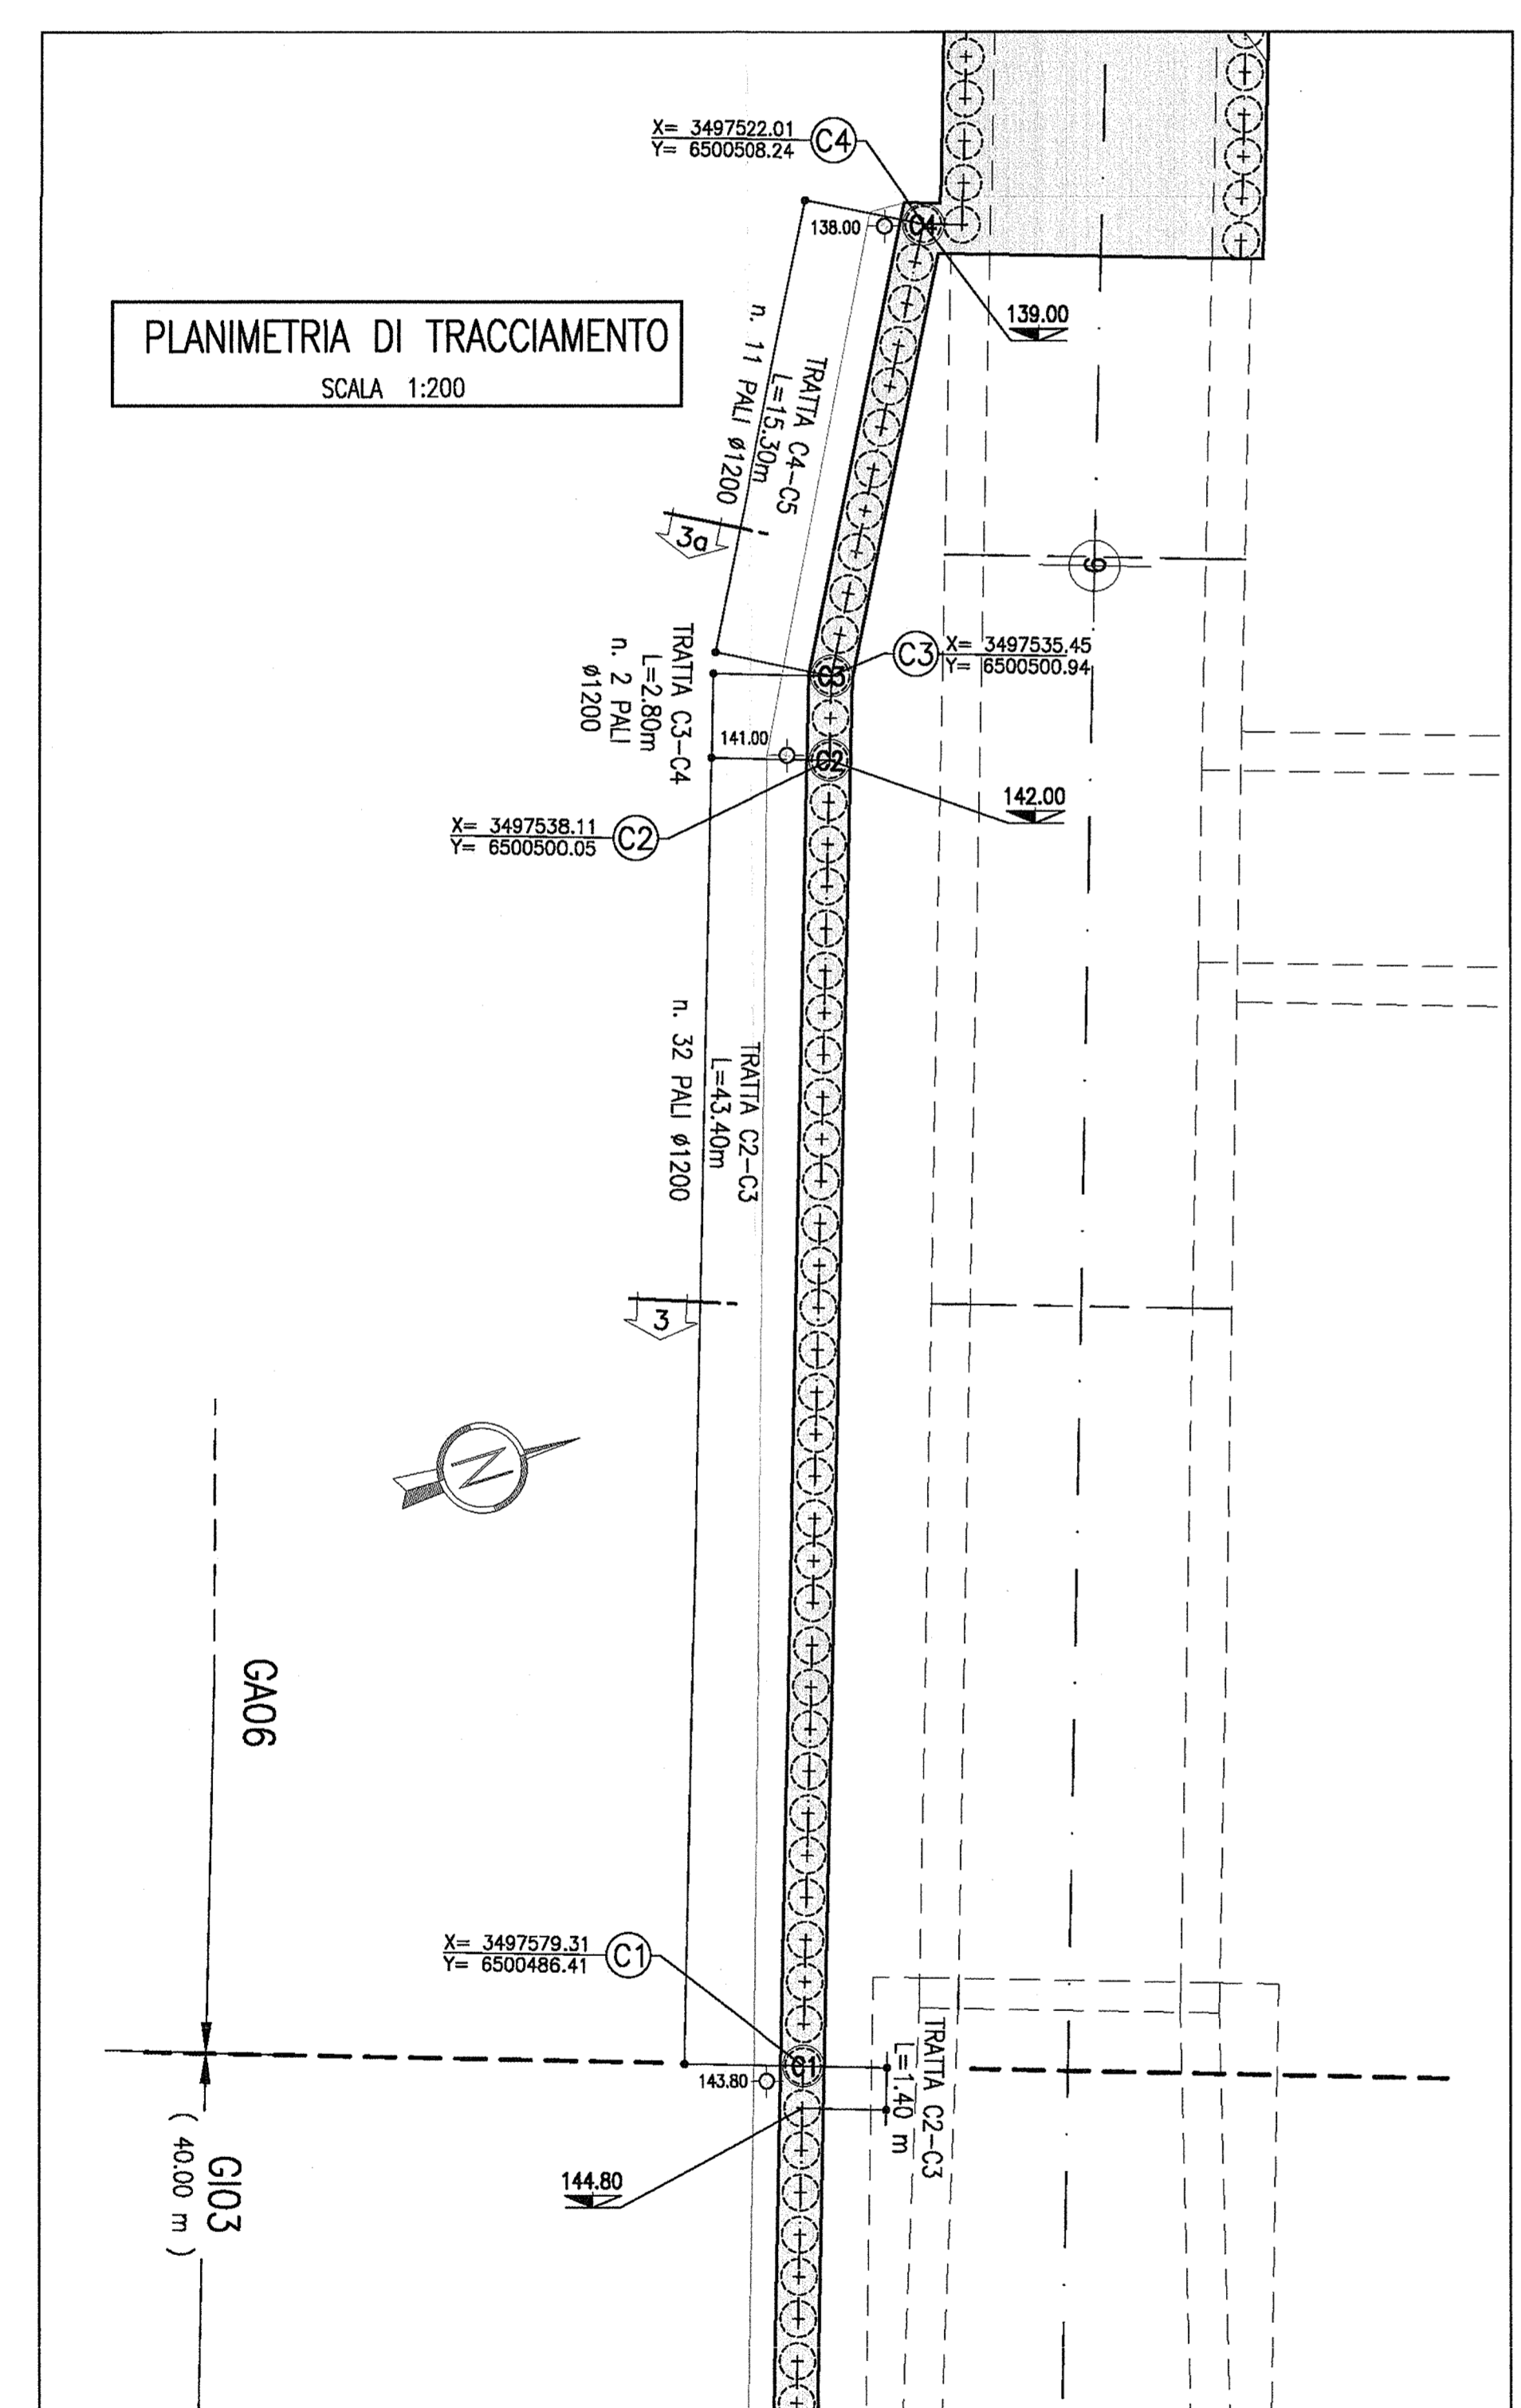 X= 3497522.01
Y= 6500508.24
C4
C4
138.00
139.00
PLANIMETRIA DI TRACCIAMENTO
SCALA 1:200
TRATTA C4-C5
L=15.30m
n. 11 PALI ø1200
3a
9
TRATTA C3-C4
L=2.80m
n. 2 PALI
ø1200
C3
X= 3497535.45
Y= 6500500.94
C3
141.00
C2
142.00
X= 3497538.11
Y= 6500500.05
C2
TRATTA C2-C3
L=43.40m
n. 32 PALI ø1200
3
N
GA06
X= 3497579.31
Y= 6500486.41
C1
C1
143.80
TRATTA C2-C3
L=1.40 m
144.80
GI03
( 40.00 m )